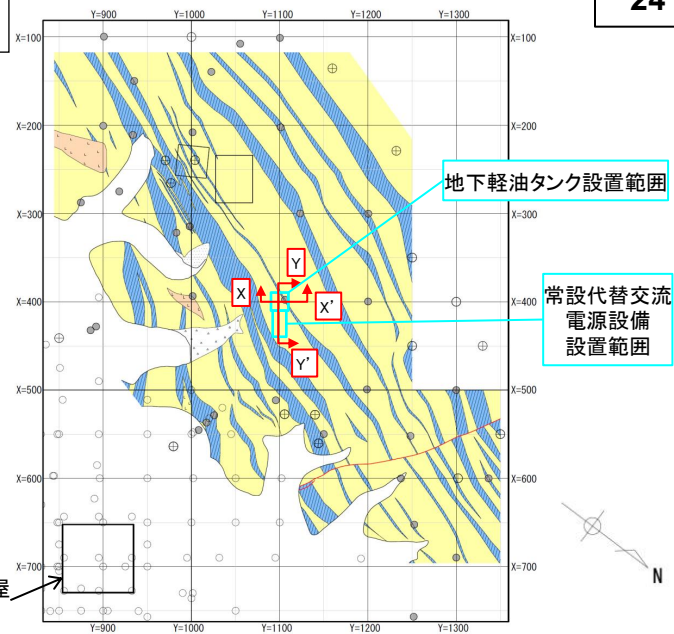 24
Y=900 Y=1000 Y=1100 Y=1200 Y=1300
X=100 X=100
X=200 X=200
地下軽油タンク設置範囲
X=300 X=300
Y
X X'
X=400 X=400
常設代替交流
電源設備
設置範囲
Y'
X=500 X=500
X=600 X=600
X=700 X=700
N
屋
Y=900 Y=1000 Y=1100 Y=1200 Y=1300